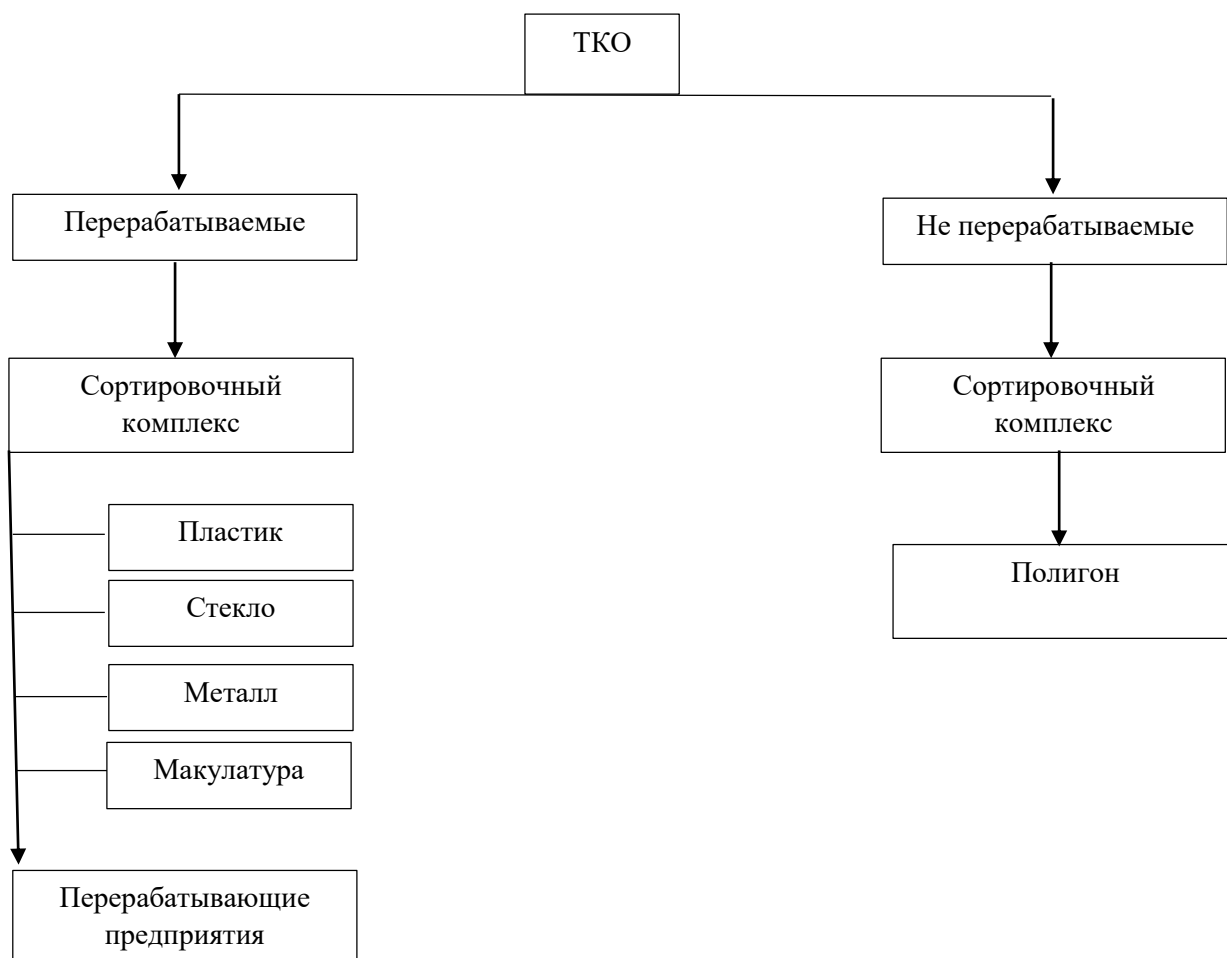 ТКО
Перерабатываемые
Не перерабатываемые
Сортировочный
комплекс
Сортировочный
комплекс
Пластик
Стекло
Металл
Макулатура
Полигон
Перерабатывающие
предприятия